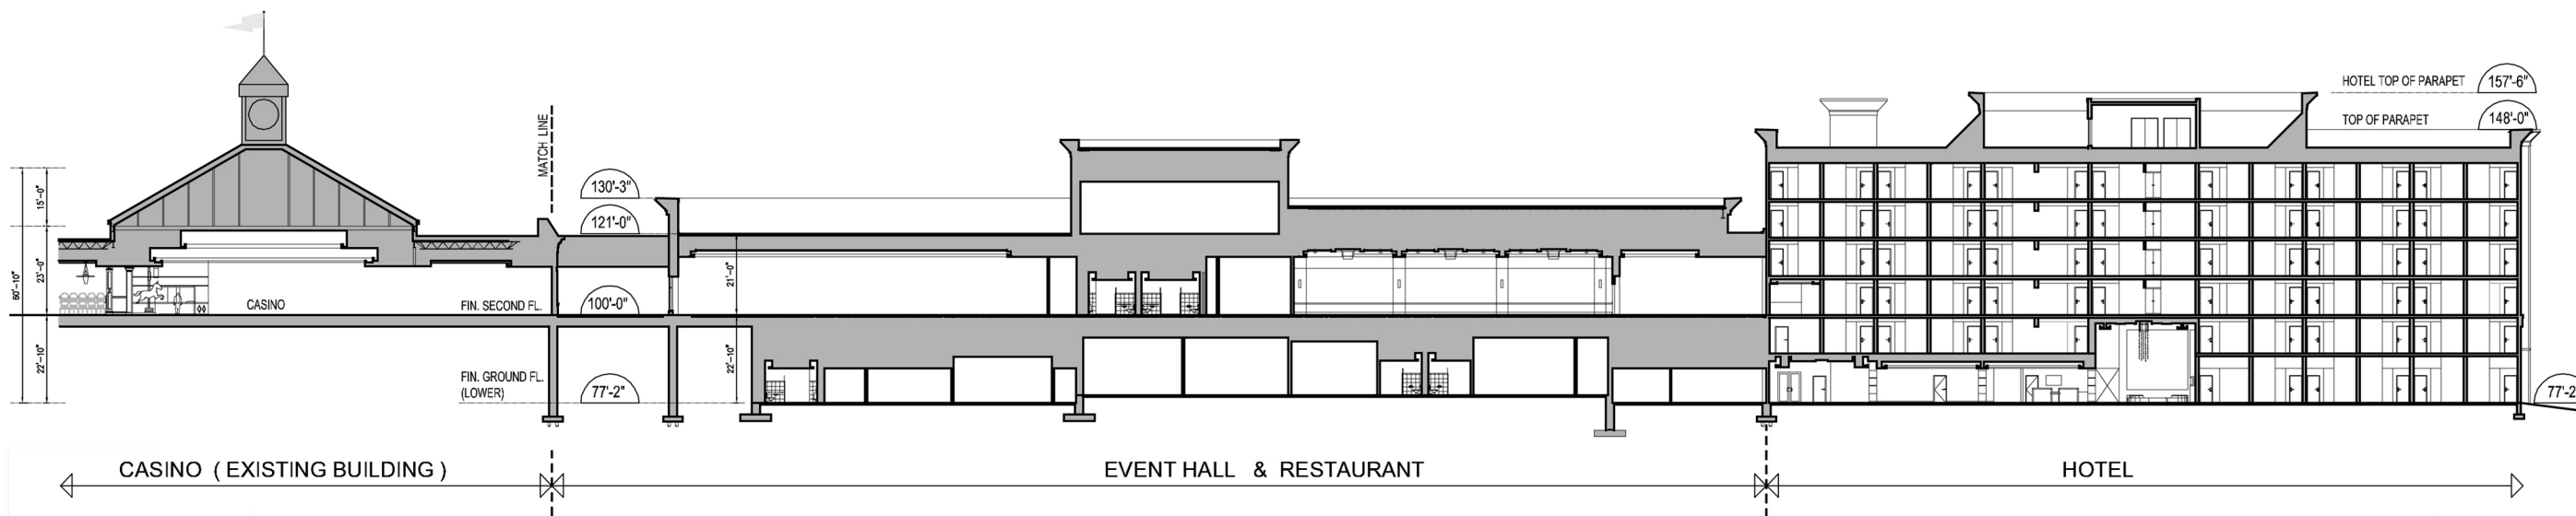 HOTEL TOP OF PARAPET
157'-6"
TOP OF PARAPET
148'-0"
MATCH LINE
130'-3"
121'-0"
15'-0"
23'-0"
60'-10"
22'-10"
CASINO
FIN. SECOND FL.
100'-0"
21'-0"
22'-10"
FIN. GROUND FL.
(LOWER)
77'-2"
77'-2
CASINO ( EXISTING BUILDING )
EVENT HALL & RESTAURANT
HOTEL